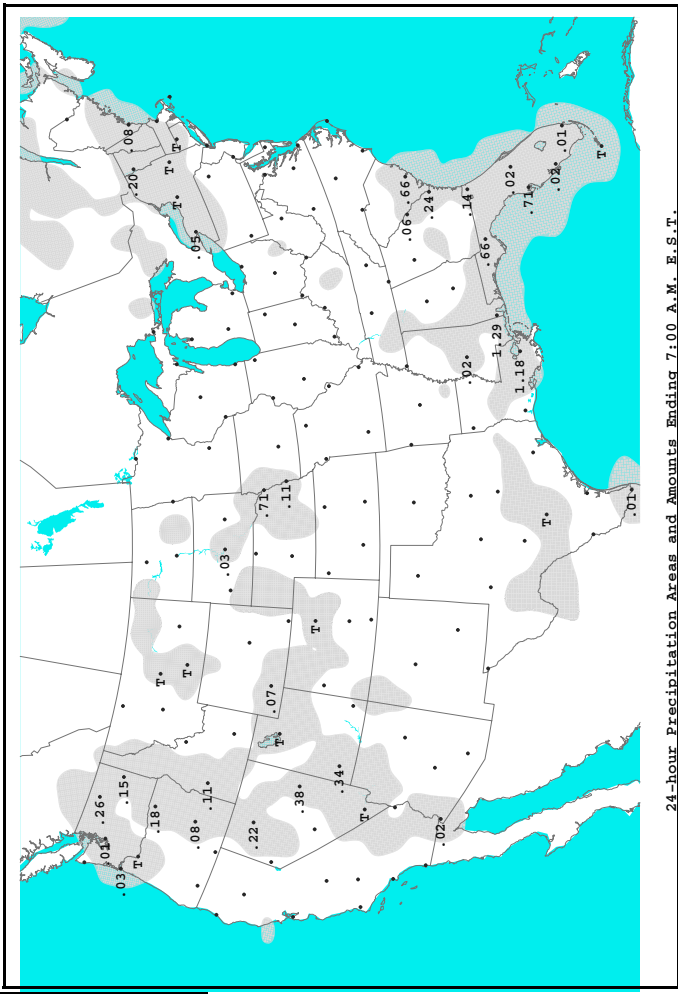 .26
.01
.03
.15
.08
.20
T
.18
T
T
T
T
T
.08
.05
.11
.03
.22
.71
.07
T
.11
.38
T
.34
T
.66
.06
.24
.02
.02
.14
.66
1.29
.02
1.18
.71
T
.02
.01
T
.01
24-hour Precipitation Areas and Amounts Ending 7:00 A.M. E.S.T.